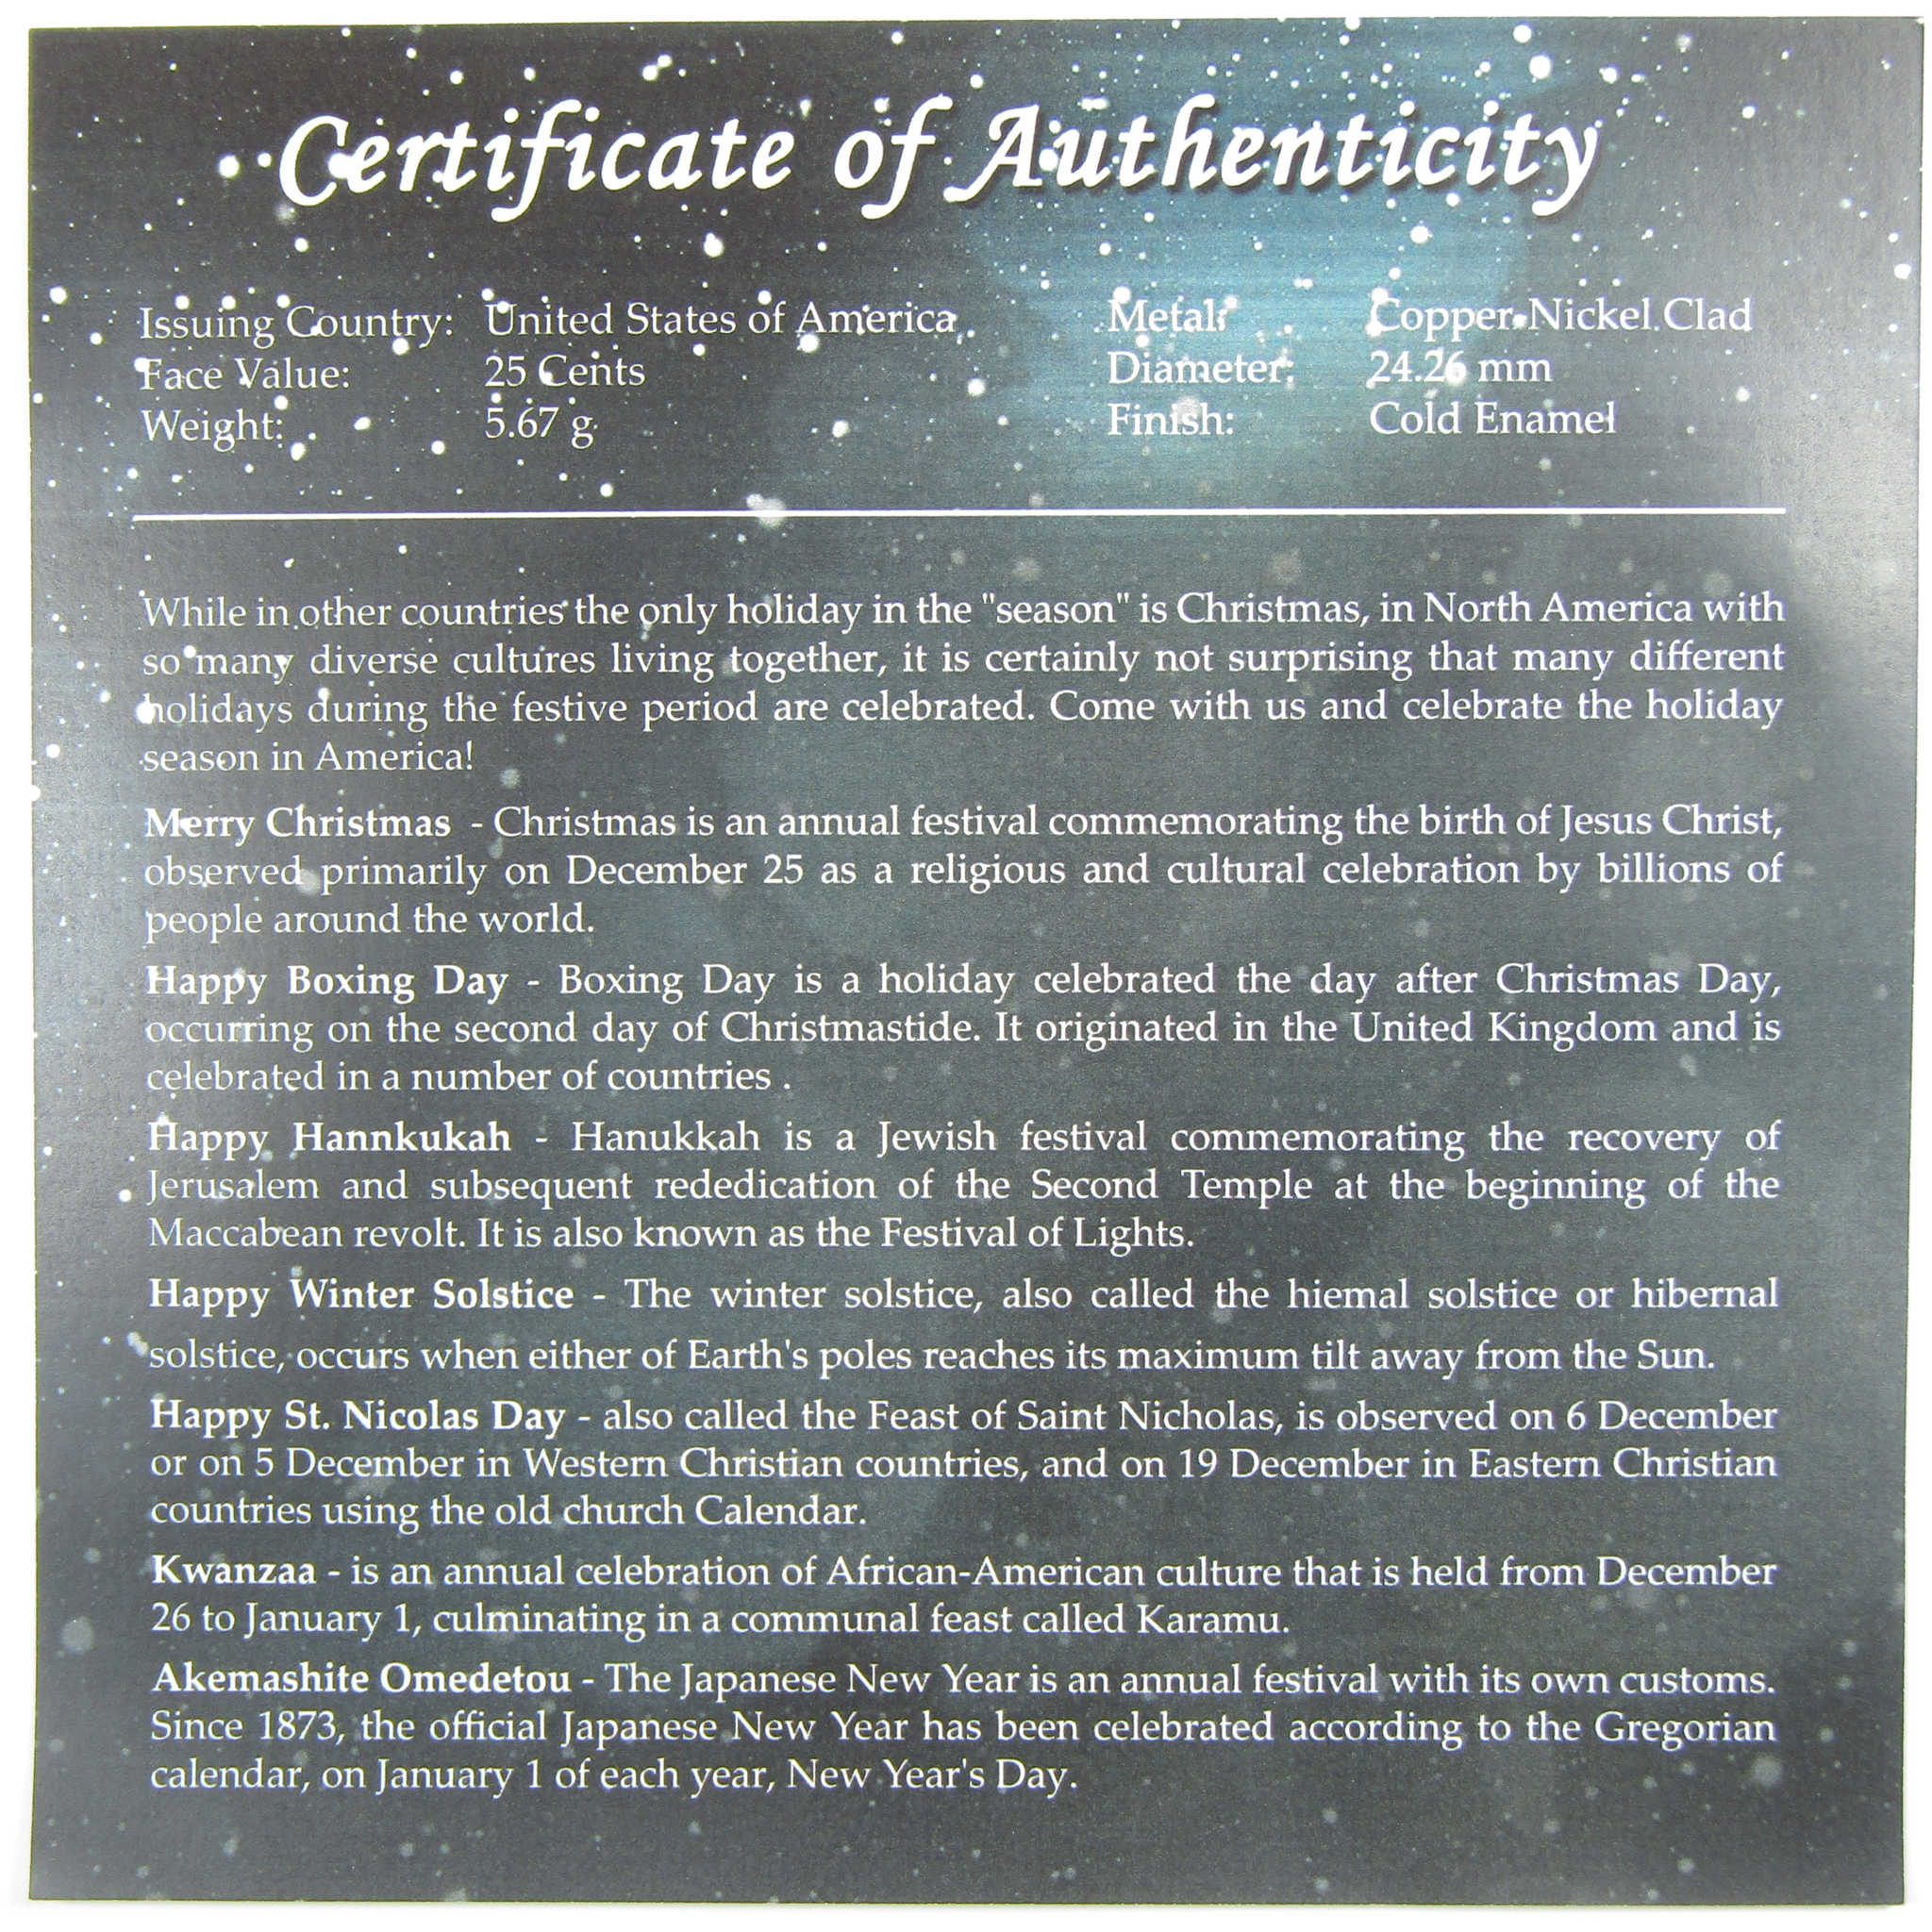 Certificate of Authenticity
Issuing Country: United States of America Metal: Copper-Nickel Clad
Face Value: 25 Cents Diameter: 24.26 mm
Weight: 5.67 g Finish: Cold Enamel
While in other countries the only holiday in the "season" is Christmas, in North America with
so many diverse cultures living together, it is certainly not surprising that many different
holidays during the festive period are celebrated. Come with us and celebrate the holiday
season in America!
Merry Christmas - Christmas is an annual festival commemorating the birth of Jesus Christ,
observed primarily on December 25 as a religious and cultural celebration by billions of
people around the world.
Happy Boxing Day - Boxing Day is a holiday celebrated the day after Christmas Day,
occurring on the second day of Christmastide. It originated in the United Kingdom and is
celebrated in a number of countries .
Happy Hannkukah - Hanukkah is a Jewish festival commemorating the recovery of
Jerusalem and subsequent rededication of the Second Temple at the beginning of the
Maccabean revolt. It is also known as the Festival of Lights.
Happy Winter Solstice - The winter solstice, also called the hiemal solstice or hibernal
solstice, occurs when either of Earth's poles reaches its maximum tilt away from the Sun.
Happy St. Nicolas Day - also called the Feast of Saint Nicholas, is observed on 6 December
or on 5 December in Western Christian countries, and on 19 December in Eastern Christian
countries using the old church Calendar.
Kwanzaa - is an annual celebration of African-American culture that is held from December
26 to January 1, culminating in a communal feast called Karamu.
Akemashite Omedetou - The Japanese New Year is an annual festival with its own customs.
Since 1873, the official Japanese New Year has been celebrated according to the Gregorian
calendar, on January 1 of each year, New Year's Day.